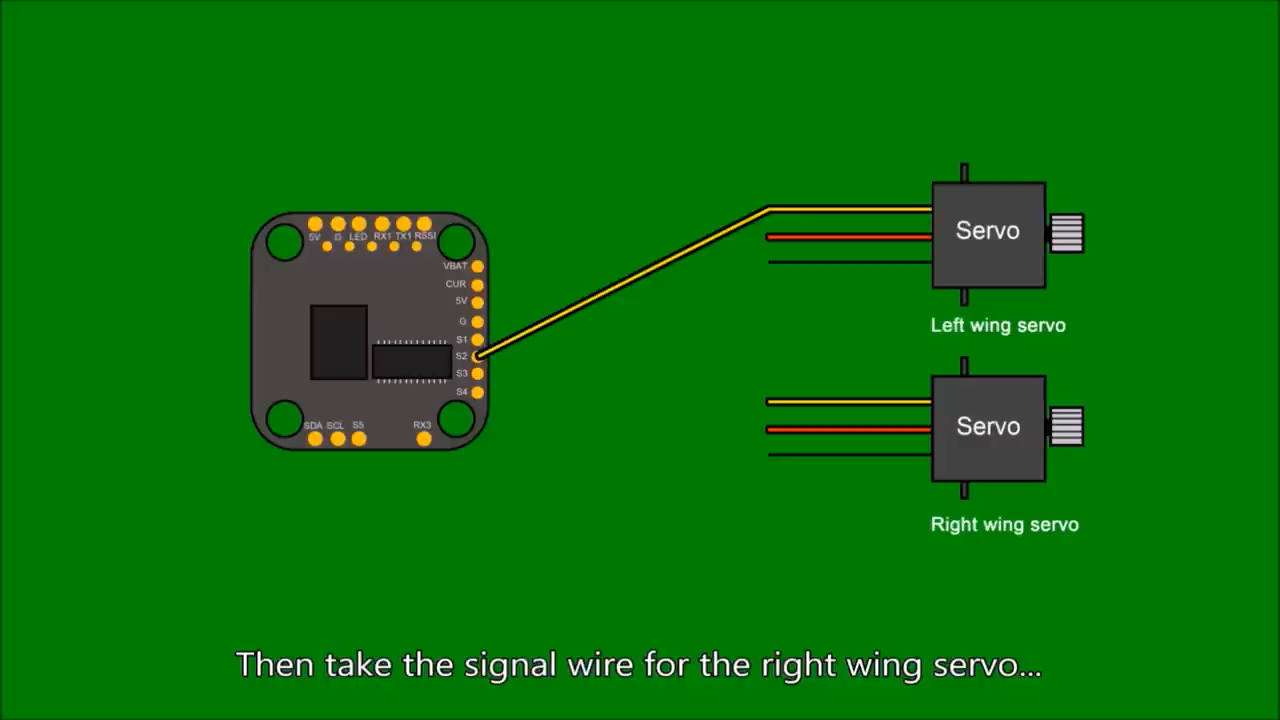 Servo
Left wing servo
5V G LED RX1 TX1 RSSI
VBAT
CUR
5V
G
S1
S2
S3
S4
SDA SCL S5 RX3
Servo
Right wing servo
Then take the signal wire for the right wing servo...